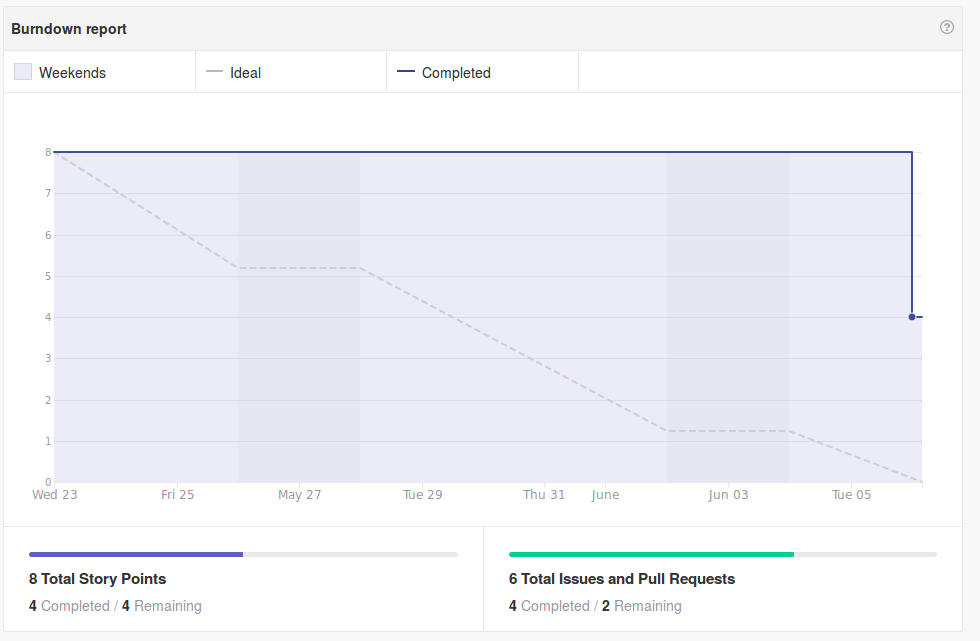 Burndown report
?
Weekends
Ideal
Completed
8
7
6
5
4
3
2
1
0
Wed 23 Fri 25 May 27 Tue 29 Thu 31 June Jun 03 Tue 05
8 Total Story Points
4 Completed / 4 Remaining
6 Total Issues and Pull Requests
4 Completed / 2 Remaining